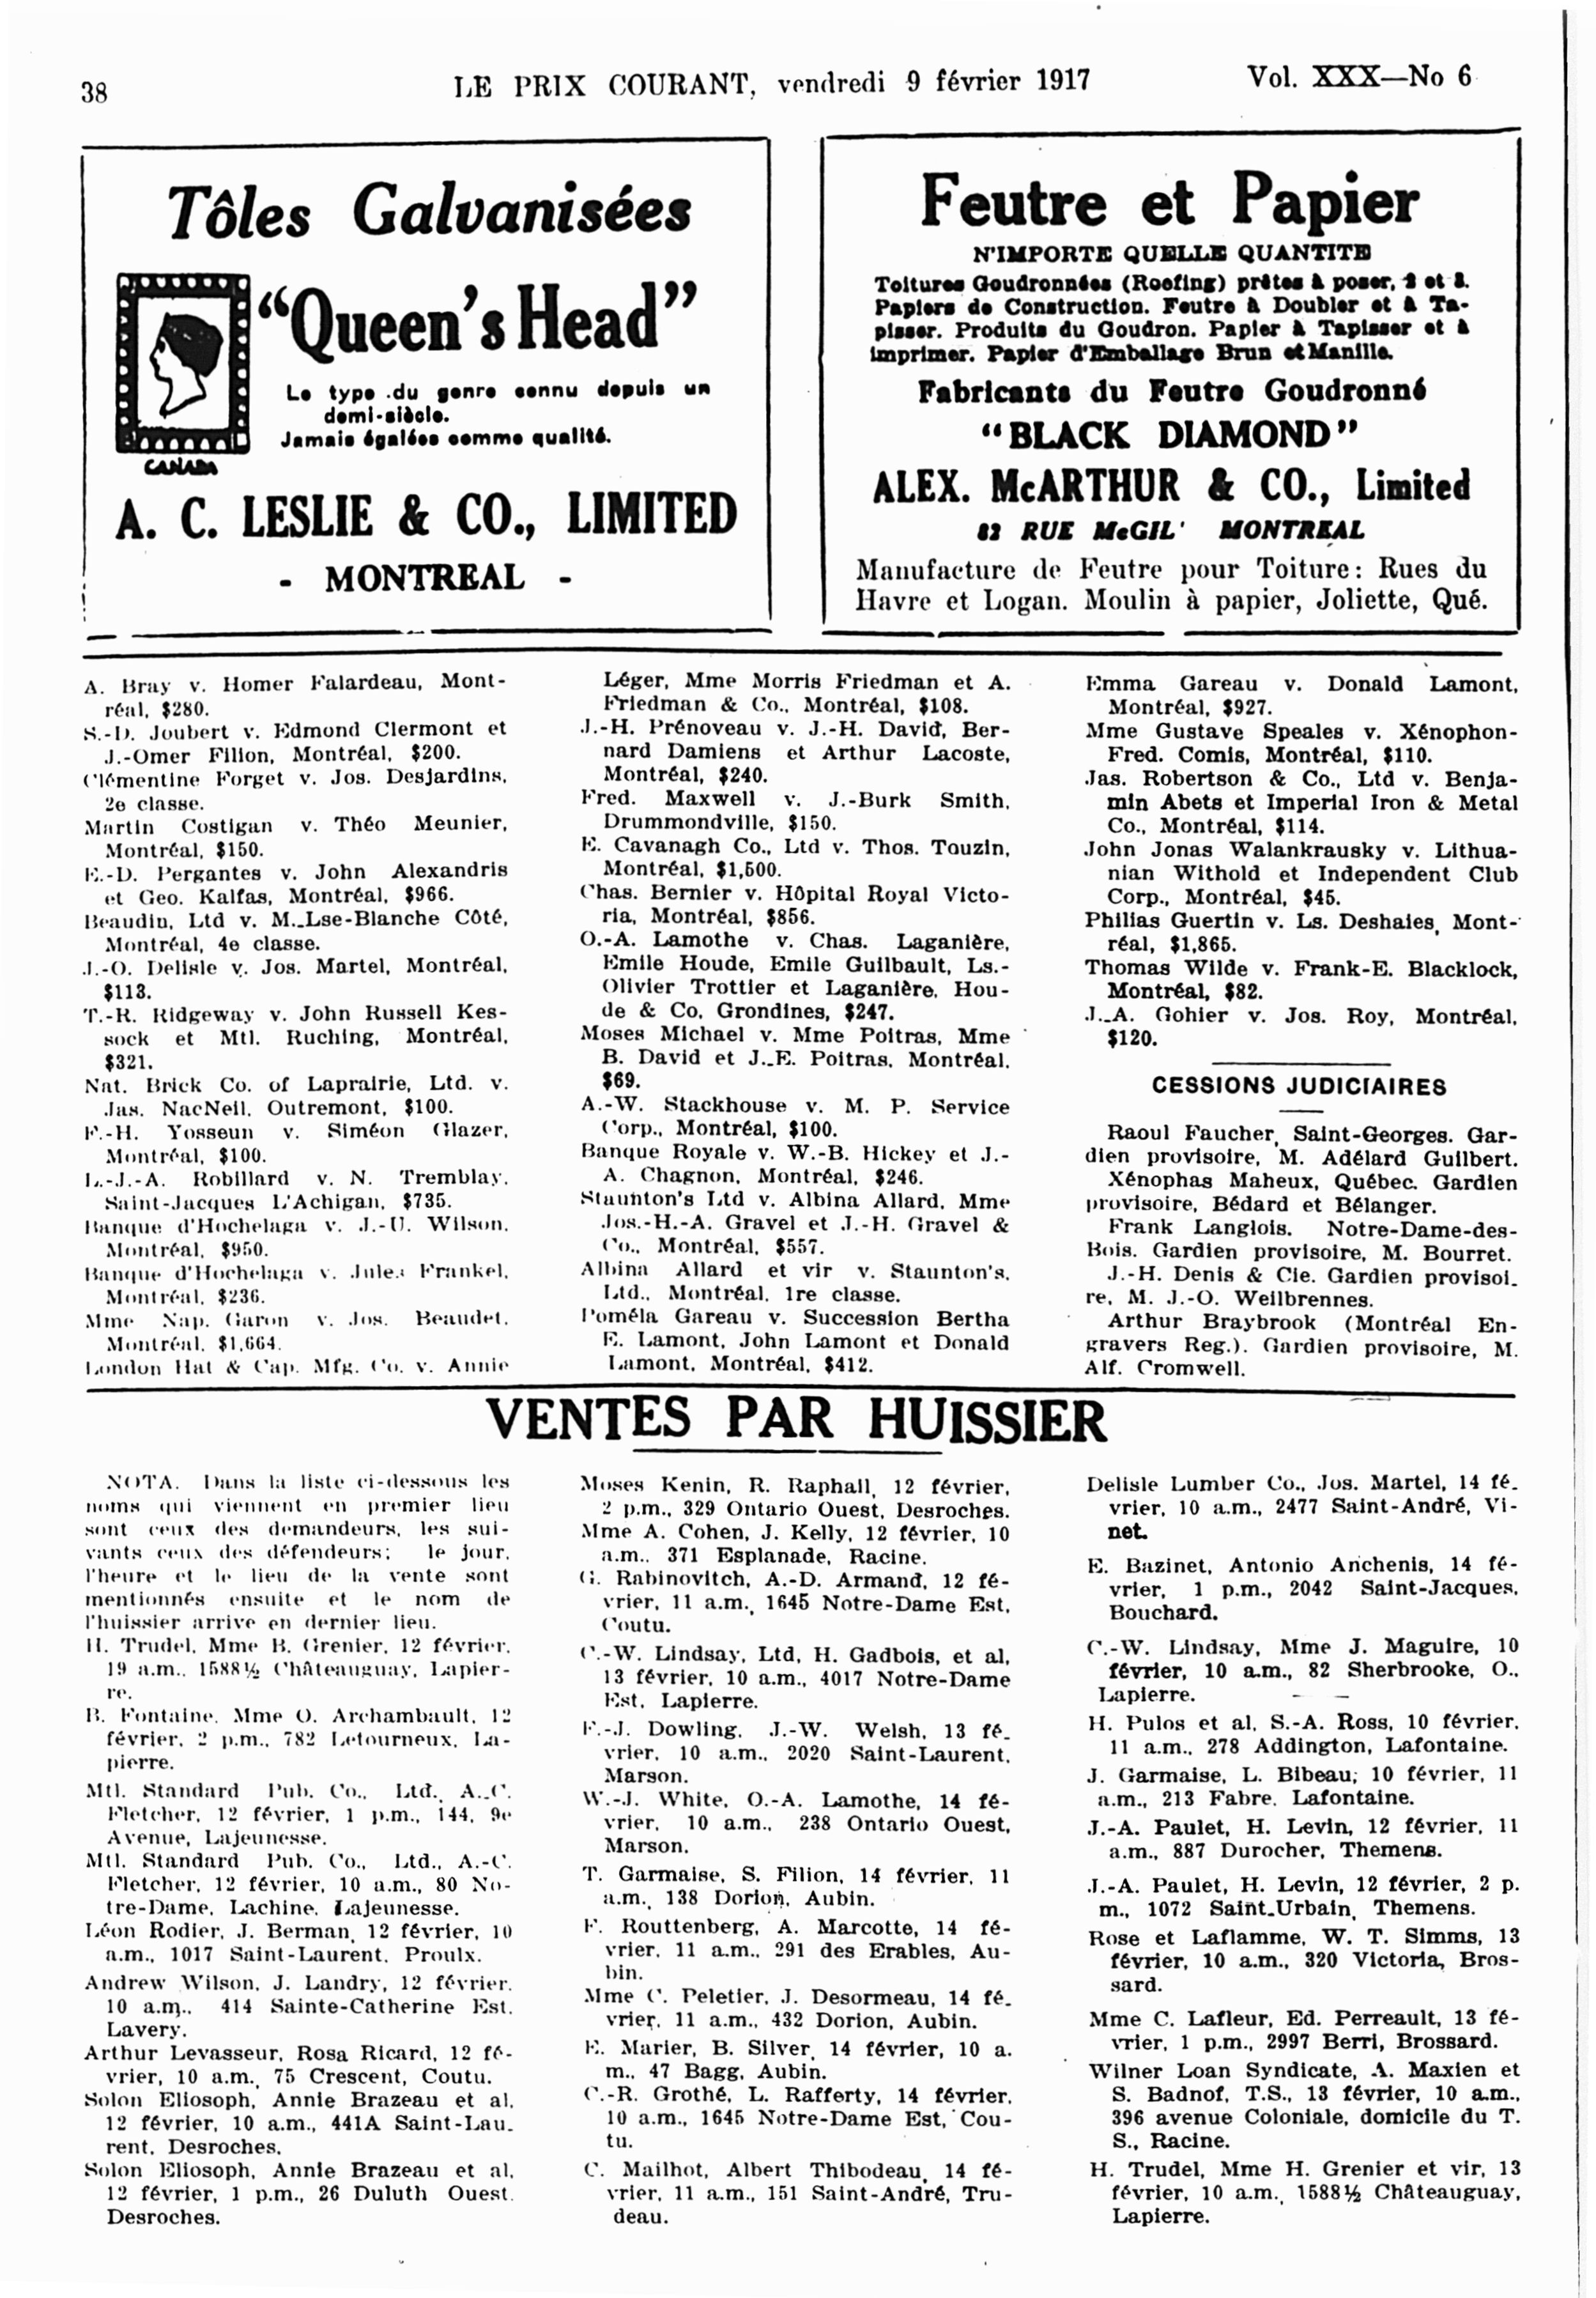 38
LE PRIX COURANT, vendredi 9 février 1917
Vol. XXX—No 6
Tôles Galvanisées
"Queen's Head"
Le type du genre connu depuis un
demi-siècle.
Jamais égalées comme qualité.
CANADA
A. C. LESLIE & CO., LIMITED
- MONTREAL -
Feutre et Papier
N'IMPORTE QUELLE QUANTITE
Toitures Goudronnées (Roofing) prêtes à poser, 2 et 3.
Papiers de Construction. Feutre à Doubler et à Ta-
pisser. Produits du Goudron. Papier à Tapisser et à
imprimer. Papier d'Emballage Brun et Manille.
Fabricants du Feutre Goudronné
"BLACK DIAMOND"
ALEX. McARTHUR & CO., Limited
82 RUE McGIL' MONTREAL
Manufacture de Feutre pour Toiture: Rues du
Havre et Logan. Moulin à papier, Joliette, Qué.
A. Bray v. Homer Falardeau, Mont-
réal, $280.
S.-D. Joubert v. Edmond Clermont et
J.-Omer Filion, Montréal, $200.
Clémentine Forget v. Jos. Desjardins,
2e classe.
Martin Costigan v. Théo Meunier,
Montréal, $150.
E.-D. Pergantes v. John Alexandris
et Geo. Kalfas, Montréal, $966.
Beaudin, Ltd v. M.-Lse-Blanche Côté,
Montréal, 4e classe.
J.-O. Delisle v. Jos. Martel, Montréal,
$113.
T.-R. Ridgeway v. John Russell Kes-
sock et Mtl. Ruching, Montréal,
$321.
Nat. Brick Co. of Laprairie, Ltd. v.
Jas. NacNeil, Outremont, $100.
F.-H. Yosseun v. Siméon Glazer,
Montréal, $100.
L.-J.-A. Robillard v. N. Tremblay,
Saint-Jacques L'Achigan, $735.
Banque d'Hochelaga v. J.-U. Wilson,
Montréal, $950.
Banque d'Hochelaga v. Jules Frankel,
Montréal, $236.
Mme Nap. Garon v. Jos. Beaudet,
Montréal, $1,664.
London Hat & Cap. Mfg. Co. v. Annie
Léger, Mme Morris Friedman et A.
Friedman & Co., Montréal, $108.
J.-H. Prénoveau v. J.-H. David, Ber-
nard Damiens et Arthur Lacoste,
Montréal, $240.
Fred. Maxwell v. J.-Burk Smith,
Drummondville, $150.
E. Cavanagh Co., Ltd v. Thos. Touzin,
Montréal, $1,500.
Chas. Bernier v. Hôpital Royal Victo-
ria, Montréal, $856.
O.-A. Lamothe v. Chas. Laganière,
Emile Houde, Emile Guilbault, Ls.-
Olivier Trottier et Laganière, Hou-
de & Co, Grondines, $247.
Moses Michael v. Mme Poitras, Mme
B. David et J.-E. Poitras, Montréal,
$69.
A.-W. Stackhouse v. M. P. Service
Corp., Montréal, $100.
Banque Royale v. W.-B. Hickey et J.-
A. Chagnon, Montréal, $246.
Staunton's Ltd v. Albina Allard, Mme
Jos.-H.-A. Gravel et J.-H. Gravel &
Co., Montréal, $557.
Albina Allard et vir v. Staunton's,
Ltd., Montréal, 1re classe.
Poméla Gareau v. Succession Bertha
E. Lamont, John Lamont et Donald
Lamont, Montréal, $412.
Emma Gareau v. Donald Lamont,
Montréal, $927.
Mme Gustave Speales v. Xénophon-
Fred. Comis, Montréal, $110.
Jas. Robertson & Co., Ltd v. Benja-
min Abets et Imperial Iron & Metal
Co., Montréal, $114.
John Jonas Walankrausky v. Lithua-
nian Withold et Independent Club
Corp., Montréal, $45.
Philias Guertin v. Ls. Deshaies, Mont-
réal, $1,865.
Thomas Wilde v. Frank-E. Blacklock,
Montréal, $82.
J.-A. Gohier v. Jos. Roy, Montréal,
$120.
CESSIONS JUDICIAIRES
Raoul Faucher, Saint-Georges. Gar-
dien provisoire, M. Adélard Guilbert.
Xénophas Maheux, Québec. Gardien
provisoire, Bédard et Bélanger.
Frank Langlois. Notre-Dame-des-
Bois. Gardien provisoire, M. Bourret.
J.-H. Denis & Cie. Gardien provisoi-
re, M. J.-O. Weilbrennes.
Arthur Braybrook (Montréal En-
gravers Reg.). Gardien provisoire, M.
Alf. Cromwell.
VENTES PAR HUISSIER
NOTA. Dans la liste ci-dessous les
noms qui viennent en premier lieu
sont ceux des demandeurs, les sui-
vants ceux des défendeurs; le jour,
l'heure et le lieu de la vente sont
mentionnés ensuite et le nom de
l'huissier arrive en dernier lieu.
H. Trudel, Mme B. Grenier, 12 février,
19 a.m., 1588½ Châteauguay, Lapier-
re.
B. Fontaine, Mme O. Archambault, 12
février, 2 p.m., 782 Letourneux, La-
pierre.
Mtl. Standard Pub. Co., Ltd., A.-C.
Fletcher, 12 février, 1 p.m., 144, 9e
Avenue, Lajeunesse.
Mtl. Standard Pub. Co., Ltd., A.-C.
Fletcher, 12 février, 10 a.m., 80 No-
tre-Dame, Lachine, Lajeunesse.
Léon Rodier, J. Berman, 12 février, 10
a.m., 1017 Saint-Laurent, Proulx.
Andrew Wilson, J. Landry, 12 février,
10 a.m., 414 Sainte-Catherine Est,
Lavery.
Arthur Levasseur, Rosa Ricard, 12 fé-
vrier, 10 a.m., 75 Crescent, Coutu.
Solon Eliosoph, Annie Brazeau et al,
12 février, 10 a.m., 441A Saint-Lau-
rent, Desroches.
Solon Eliosoph, Annie Brazeau et al,
12 février, 1 p.m., 26 Duluth Ouest,
Desroches.
Moses Kenin, R. Raphall, 12 février,
2 p.m., 329 Ontario Ouest, Desroches.
Mme A. Cohen, J. Kelly, 12 février, 10
a.m., 371 Esplanade, Racine.
G. Rabinovitch, A.-D. Armand, 12 fé-
vrier, 11 a.m., 1645 Notre-Dame Est,
Coutu.
C.-W. Lindsay, Ltd, H. Gadbois, et al,
13 février, 10 a.m., 4017 Notre-Dame
Est, Lapierre.
F.-J. Dowling, J.-W. Welsh, 13 fé-
vrier, 10 a.m., 2020 Saint-Laurent,
Marson.
W.-J. White, O.-A. Lamothe, 14 fé-
vrier, 10 a.m., 238 Ontario Ouest,
Marson.
T. Garmaise, S. Filion, 14 février, 11
a.m., 138 Dorion, Aubin.
F. Routtenberg, A. Marcotte, 14 fé-
vrier, 11 a.m., 291 des Erables, Au-
bin.
Mme C. Peletier, J. Desormeau, 14 fé-
vrier, 11 a.m., 432 Dorion, Aubin.
E. Marier, B. Silver, 14 février, 10 a.
m., 47 Bagg, Aubin.
C.-R. Grothé, L. Rafferty, 14 février,
10 a.m., 1645 Notre-Dame Est, Cou-
tu.
C. Mailhot, Albert Thibodeau, 14 fé-
vrier, 11 a.m., 151 Saint-André, Tru-
deau.
Delisle Lumber Co., Jos. Martel, 14 fé-
vrier, 10 a.m., 2477 Saint-André, Vi-
net.
E. Bazinet, Antonio Archenis, 14 fé-
vrier, 1 p.m., 2042 Saint-Jacques,
Bouchard.
C.-W. Lindsay, Mme J. Maguire, 10
février, 10 a.m., 82 Sherbrooke, O.,
Lapierre.
H. Pulos et al, S.-A. Ross, 10 février,
11 a.m., 278 Addington, Lafontaine.
J. Garmaise, L. Bibeau, 10 février, 11
a.m., 213 Fabre, Lafontaine.
J.-A. Paulet, H. Levin, 12 février, 11
a.m., 887 Durocher, Themens.
J.-A. Paulet, H. Levin, 12 février, 2 p.
m., 1072 Saint-Urbain, Themens.
Rose et Laflamme, W. T. Simms, 13
février, 10 a.m., 320 Victoria, Bros-
sard.
Mme C. Lafleur, Ed. Perreault, 13 fé-
vrier, 1 p.m., 2997 Berri, Brossard.
Wilner Loan Syndicate, A. Maxien et
S. Badnof, T.S., 13 février, 10 a.m.,
396 avenue Coloniale, domicile du T.
S., Racine.
H. Trudel, Mme H. Grenier et vir, 13
février, 10 a.m., 1588½ Châteauguay,
Lapierre.